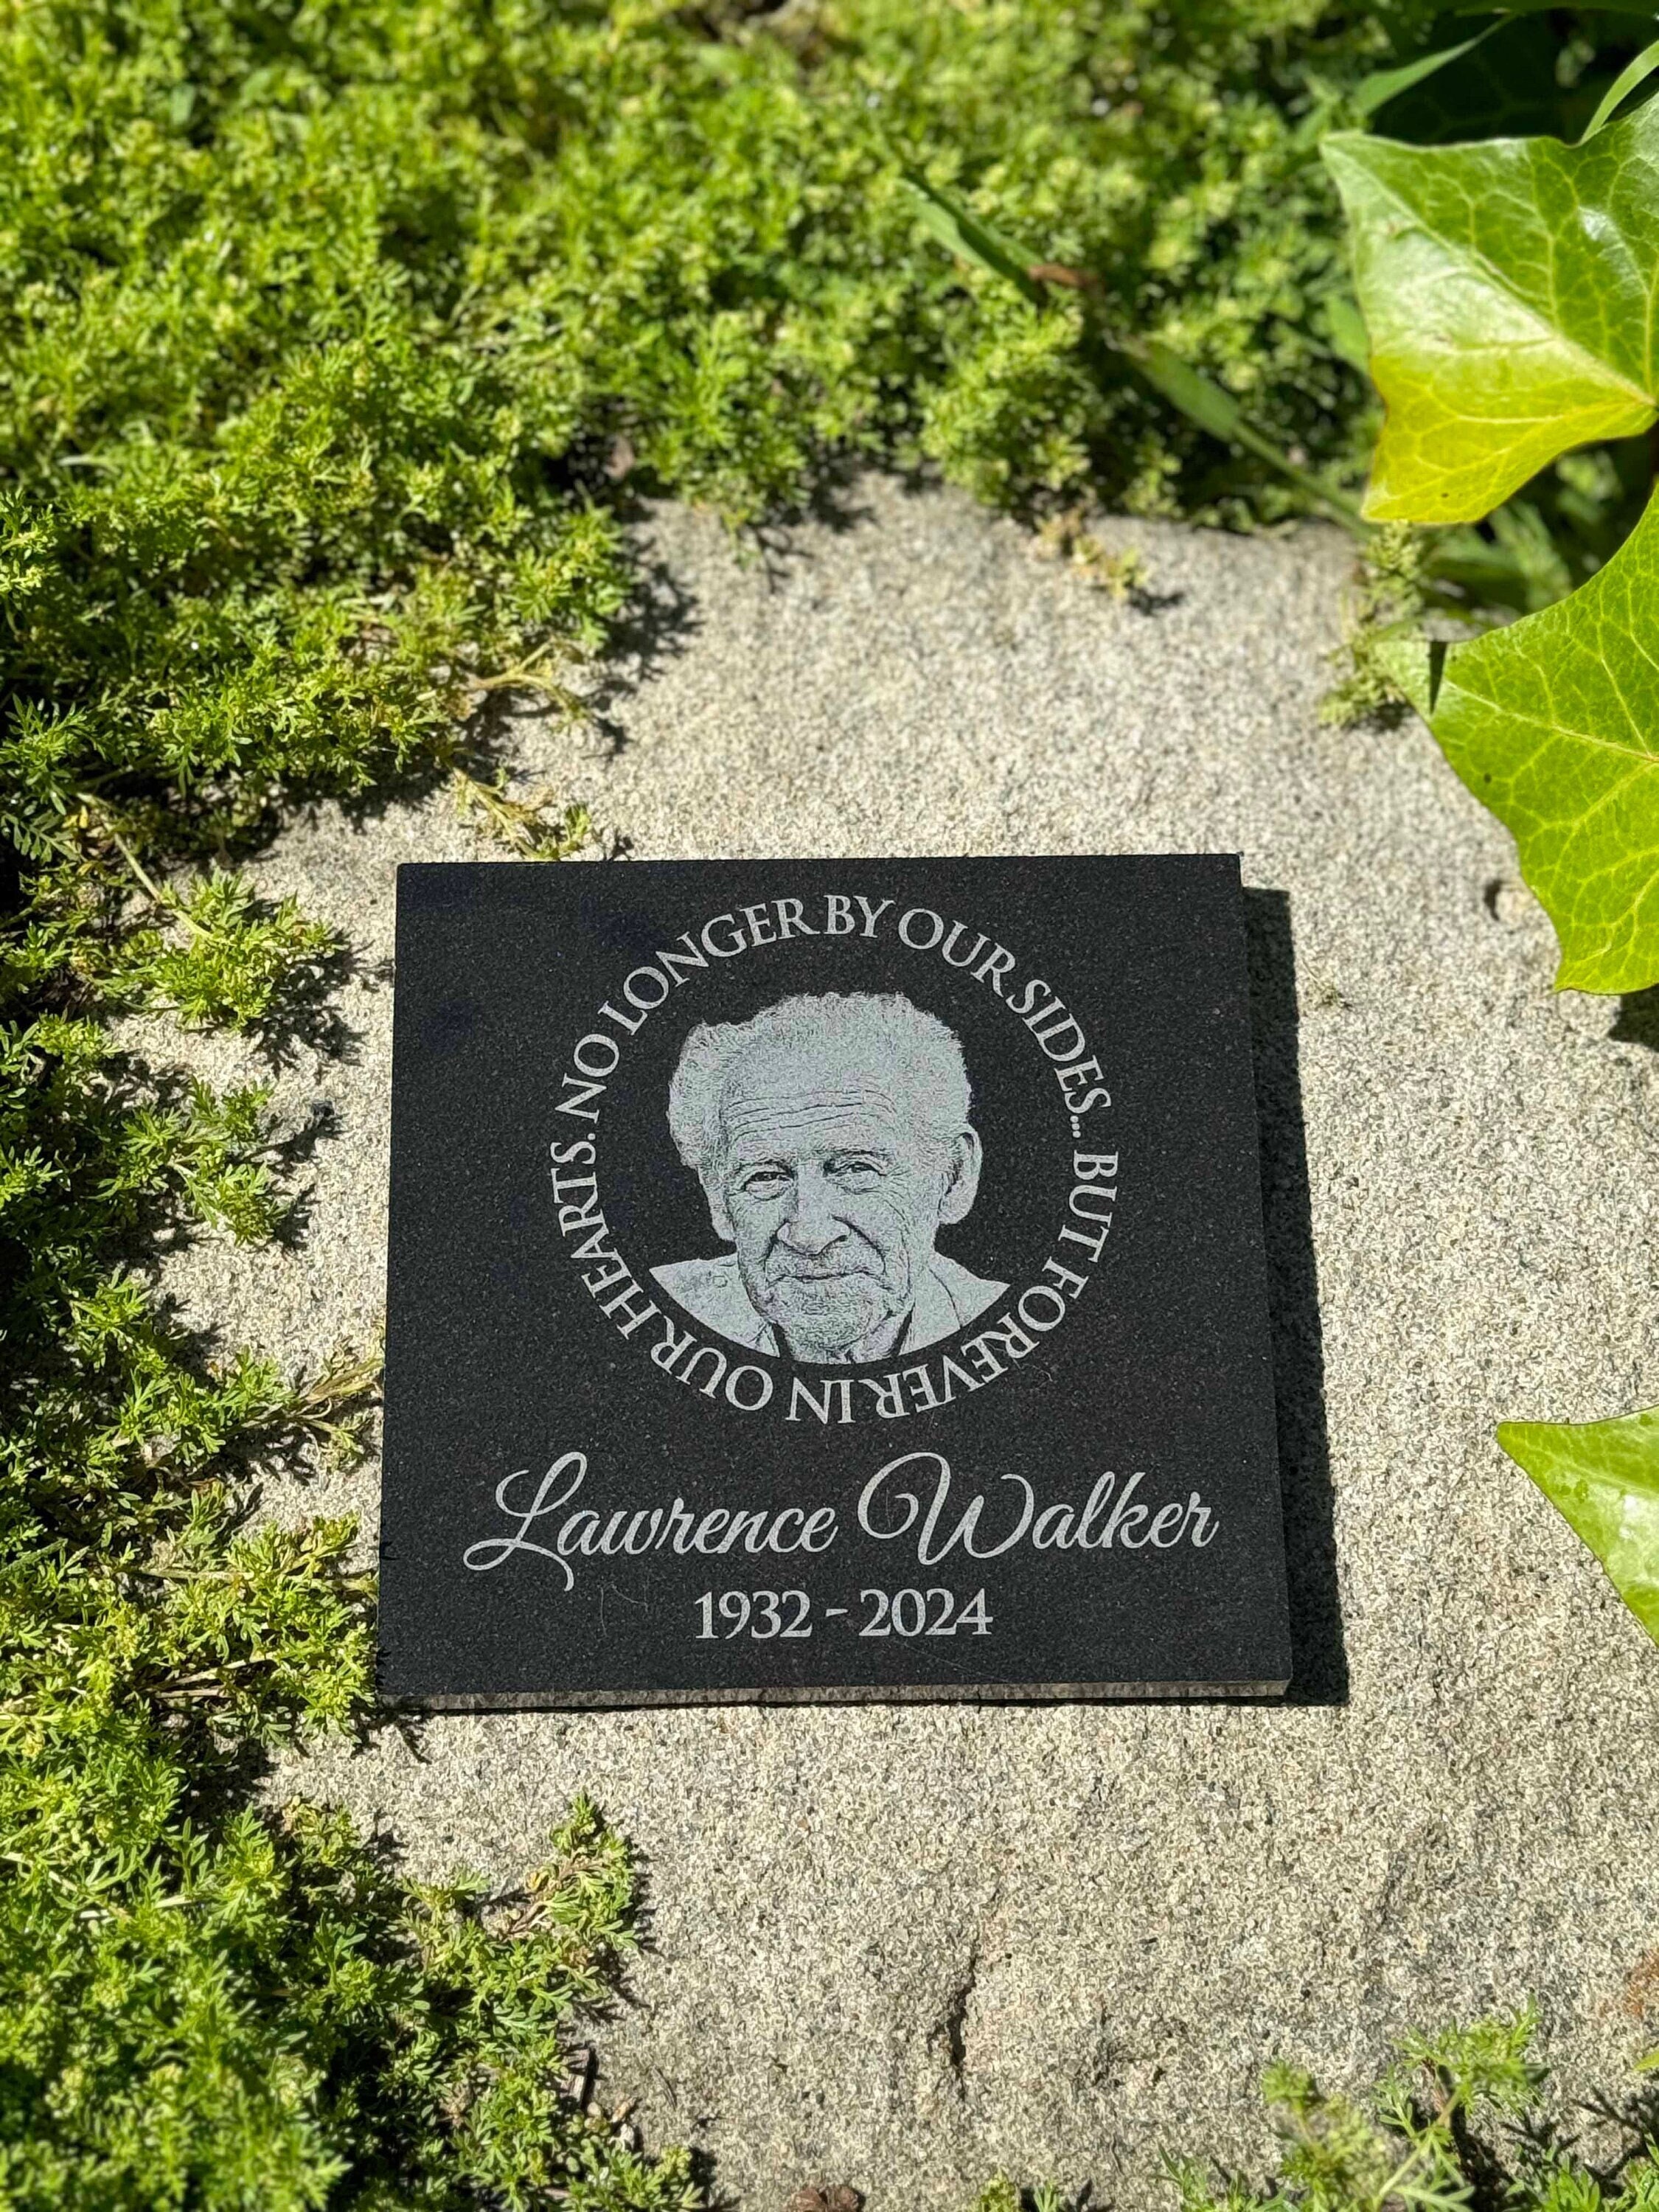 NO LONGER BY OUR SIDES... BUT FOREVER IN OUR HEARTS.
Lawrence Walker
1932 - 2024